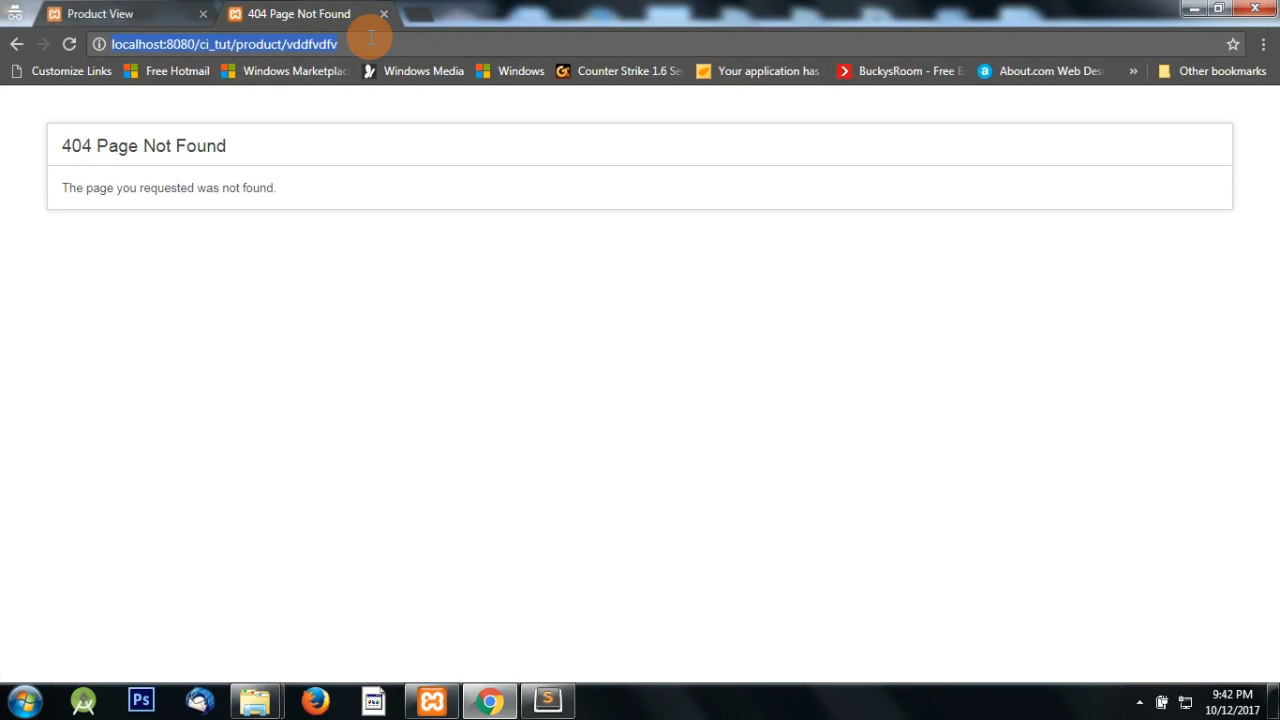 Product View
404 Page Not Found
localhost:8080/ci_tut/product/vddfvdfv
Customize Links
Free Hotmail
Windows Marketplac
Windows Media
Windows
Counter Strike 1.6 Se
Your application has
BuckysRoom - Free E
About.com Web Des
»
Other bookmarks
404 Page Not Found
The page you requested was not found.
Ps
S
9:42 PM
10/12/2017